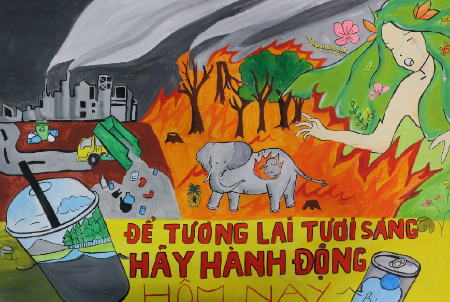 ĐỂ TƯƠNG LAI TƯƠI SÁNG
HÃY HÀNH ĐỘNG
HÔM NAY